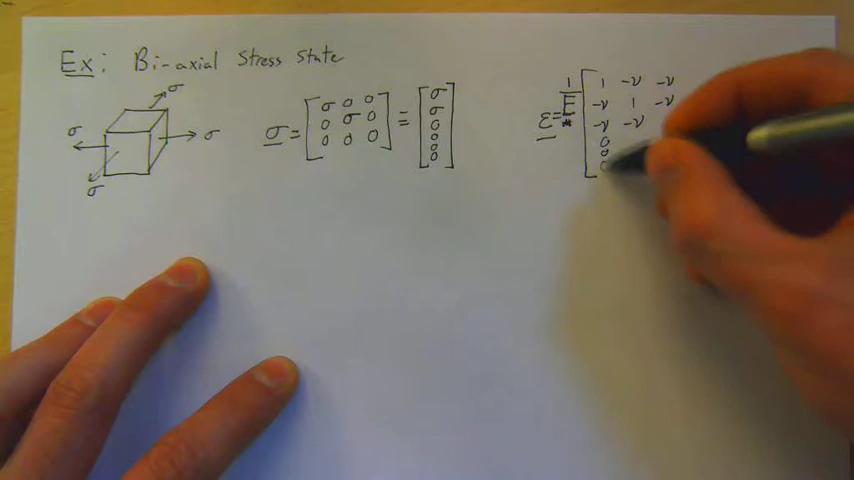 Ex: Bi-axial Stress State
σ
σ
σ
σ
σ = [σ 0 0
0 σ 0
0 0 0] = [σ
σ
0
0
0
0]
ε = 1/E * [1 -ν -ν
-ν 1 -ν
-ν -ν
0
0
0